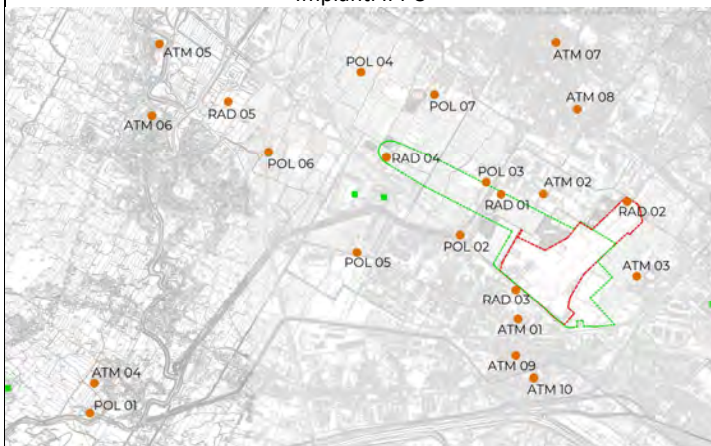 Impianti IPPC
ATM 05
POL 04
ATM 07
POL 07
ATM 08
RAD 05
ATM 06
POL 06
RAD 04
POL 03
ATM 02
RAD 01
RAD 02
POL 02
POL 05
ATM 03
RAD 03
ATM 01
ATM 09
ATM 04
ATM 10
POL 01